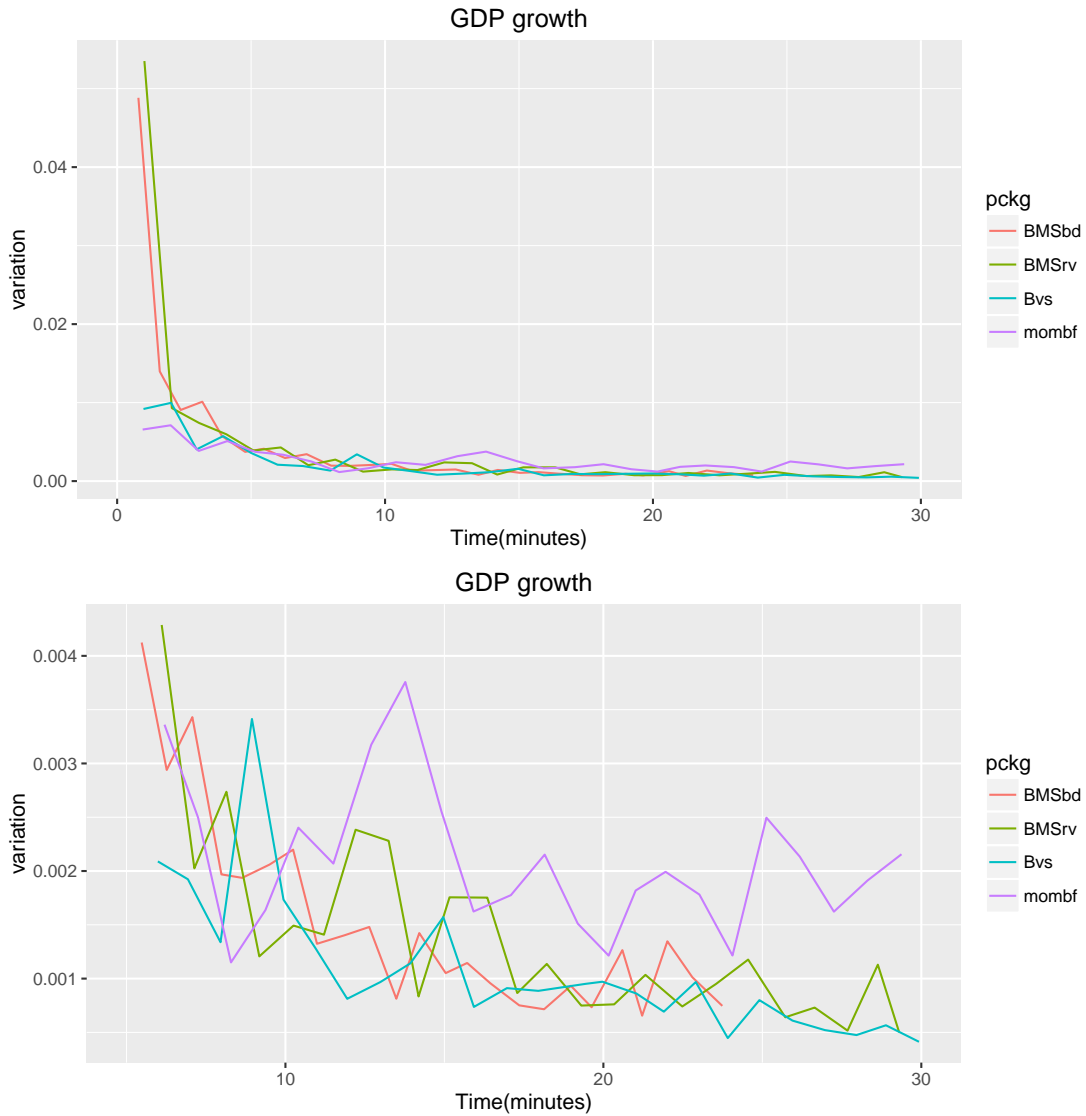 GDP growth
0.04
0.02
0.00
variation
0
10
20
30
Time(minutes)
pckg
BMSbd
BMSrv
Bvs
mombf
GDP growth
0.004
0.003
0.002
0.001
variation
10
20
30
Time(minutes)
pckg
BMSbd
BMSrv
Bvs
mombf